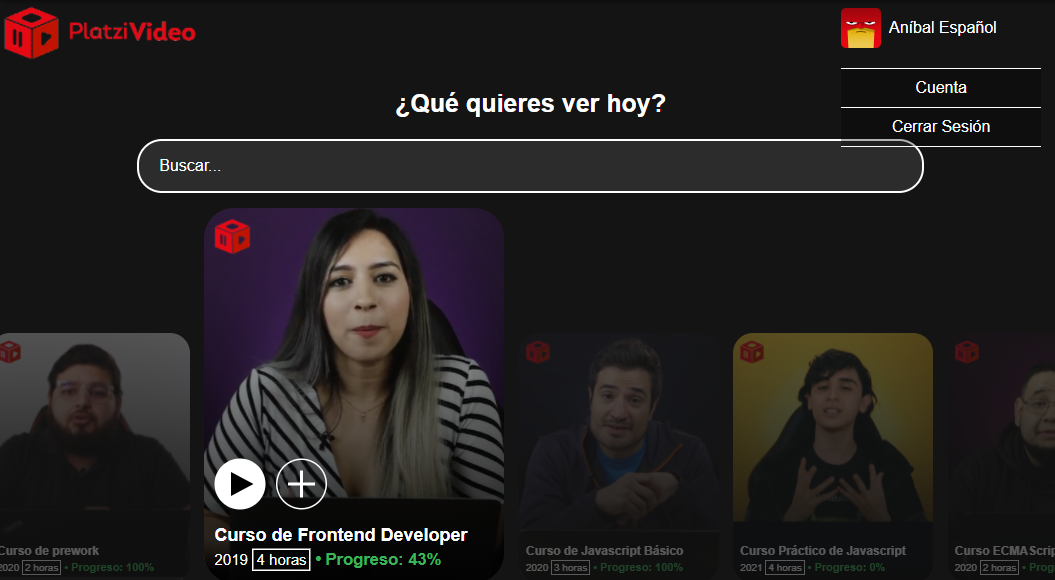 PlatziVideo
Aníbal Español
Cuenta
Cerrar Sesión
¿Qué quieres ver hoy?
Buscar...
Curso de prework
2020 2 horas • Progreso: 100%
Curso de Frontend Developer
2019 4 horas • Progreso: 43%
Curso de Javascript Básico
2020 3 horas • Progreso: 100%
Curso Práctico de Javascript
2021 4 horas • Progreso: 0%
Curso ECMAScrip
2020 2 horas • Prog